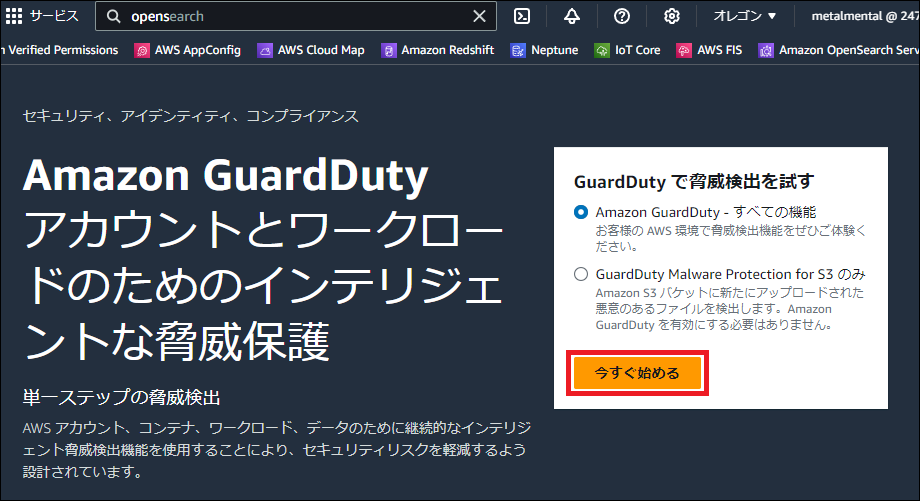 サービス
opensearch
オレゴン ▼
metalmental @ 247
n Verified Permissions
AWS AppConfig
AWS Cloud Map
Amazon Redshift
Neptune
IoT Core
AWS FIS
Amazon OpenSearch Serv
セキュリティ、アイデンティティ、コンプライアンス
Amazon GuardDuty
アカウントとワークロー
ドのためのインテリジェ
ントな脅威保護
単一ステップの脅威検出
AWS アカウント、コンテナ、ワークロード、データのために継続的なインテリジ
ェント脅威検出機能を使用することにより、セキュリティリスクを軽減するよう
設計されています。
GuardDuty で脅威検出を試す
Amazon GuardDuty - すべての機能
お客様の AWS 環境で脅威検出機能をぜひご体験く
ださい。
GuardDuty Malware Protection for S3 のみ
Amazon S3 バケットに新たにアップロードされた
悪意のあるファイルを検出します。Amazon
GuardDuty を有効にする必要はありません。
今すぐ始める